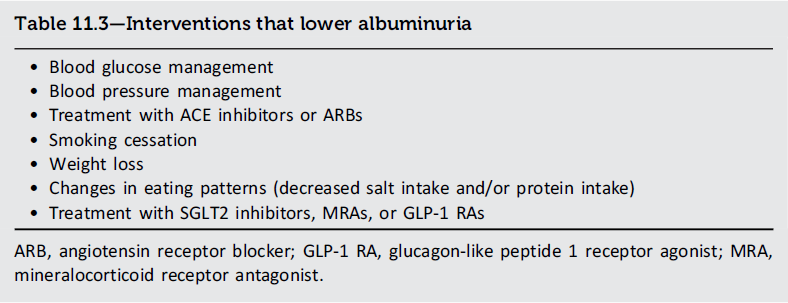 Table 11.3—Interventions that lower albuminuria
• Blood glucose management
• Blood pressure management
• Treatment with ACE inhibitors or ARBs
• Smoking cessation
• Weight loss
• Changes in eating patterns (decreased salt intake and/or protein intake)
• Treatment with SGLT2 inhibitors, MRAs, or GLP-1 RAs
ARB, angiotensin receptor blocker; GLP-1 RA, glucagon-like peptide 1 receptor agonist; MRA,
mineralocorticoid receptor antagonist.